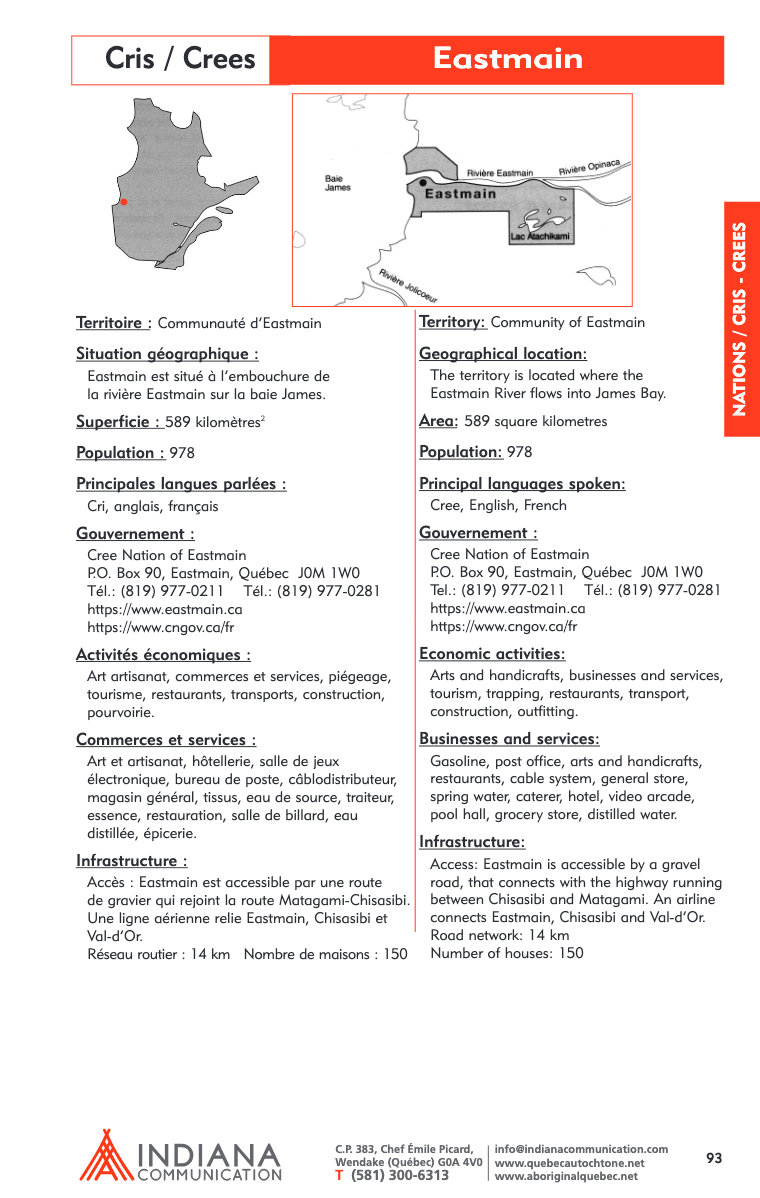 Cris / Crees
Eastmain
Baie
James
Rivière Eastmain
Rivière Opinaca
Eastmain
Lac Atachikami
Rivière Jolicoeur
NATIONS / CRIS - CREES
Territoire : Communauté d’Eastmain
Situation géographique :
Eastmain est situé à l’embouchure de
la rivière Eastmain sur la baie James.
Superficie : 589 kilomètres²
Population : 978
Principales langues parlées :
Cri, anglais, français
Gouvernement :
Cree Nation of Eastmain
P.O. Box 90, Eastmain, Québec J0M 1W0
Tél.: (819) 977-0211 Tél.: (819) 977-0281
https://www.eastmain.ca
https://www.cngov.ca/fr
Activités économiques :
Art artisanat, commerces et services, piégeage,
tourisme, restaurants, transports, construction,
pourvoirie.
Commerces et services :
Art et artisanat, hôtellerie, salle de jeux
électronique, bureau de poste, câblodistributeur,
magasin général, tissus, eau de source, traiteur,
essence, restauration, salle de billard, eau
distillée, épicerie.
Infrastructure :
Accès : Eastmain est accessible par une route
de gravier qui rejoint la route Matagami-Chisasibi.
Une ligne aérienne relie Eastmain, Chisasibi et
Val-d’Or.
Réseau routier : 14 km Nombre de maisons : 150
Territory: Community of Eastmain
Geographical location:
The territory is located where the
Eastmain River flows into James Bay.
Area: 589 square kilometres
Population: 978
Principal languages spoken:
Cree, English, French
Gouvernement :
Cree Nation of Eastmain
P.O. Box 90, Eastmain, Québec J0M 1W0
Tel.: (819) 977-0211 Tél.: (819) 977-0281
https://www.eastmain.ca
https://www.cngov.ca/fr
Economic activities:
Arts and handicrafts, businesses and services,
tourism, trapping, restaurants, transport,
construction, outfitting.
Businesses and services:
Gasoline, post office, arts and handicrafts,
restaurants, cable system, general store,
spring water, caterer, hotel, video arcade,
pool hall, grocery store, distilled water.
Infrastructure:
Access: Eastmain is accessible by a gravel
road, that connects with the highway running
between Chisasibi and Matagami. An airline
connects Eastmain, Chisasibi and Val-d’Or.
Road network: 14 km
Number of houses: 150
INDIANA
COMMUNICATION
C.P. 383, Chef Émile Picard,
Wendake (Québec) G0A 4V0
T (581) 300-6313
info@indianacommunication.com
www.quebecautochtone.net
www.aboriginalquebec.net
93